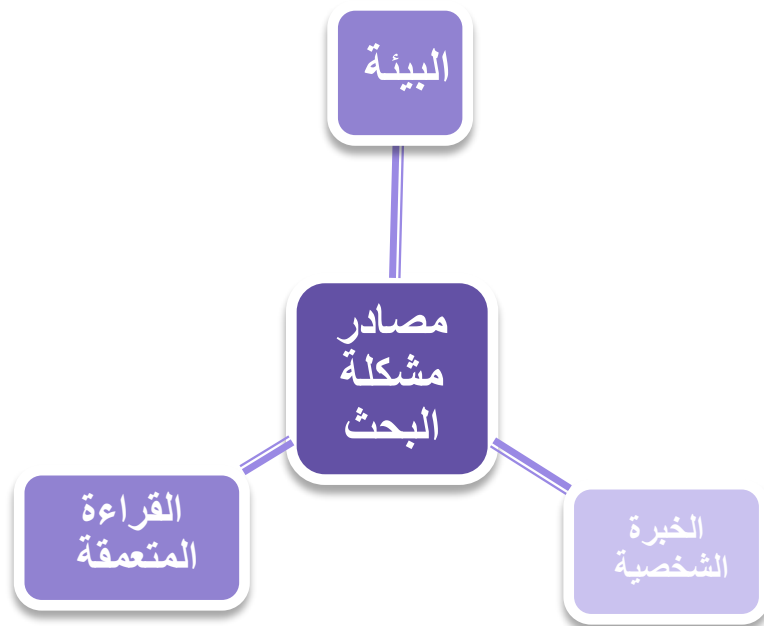 البيئة
مصادر
مشكلة
البحث
القراءة
المتعمقة
الخبرة
الشخصية